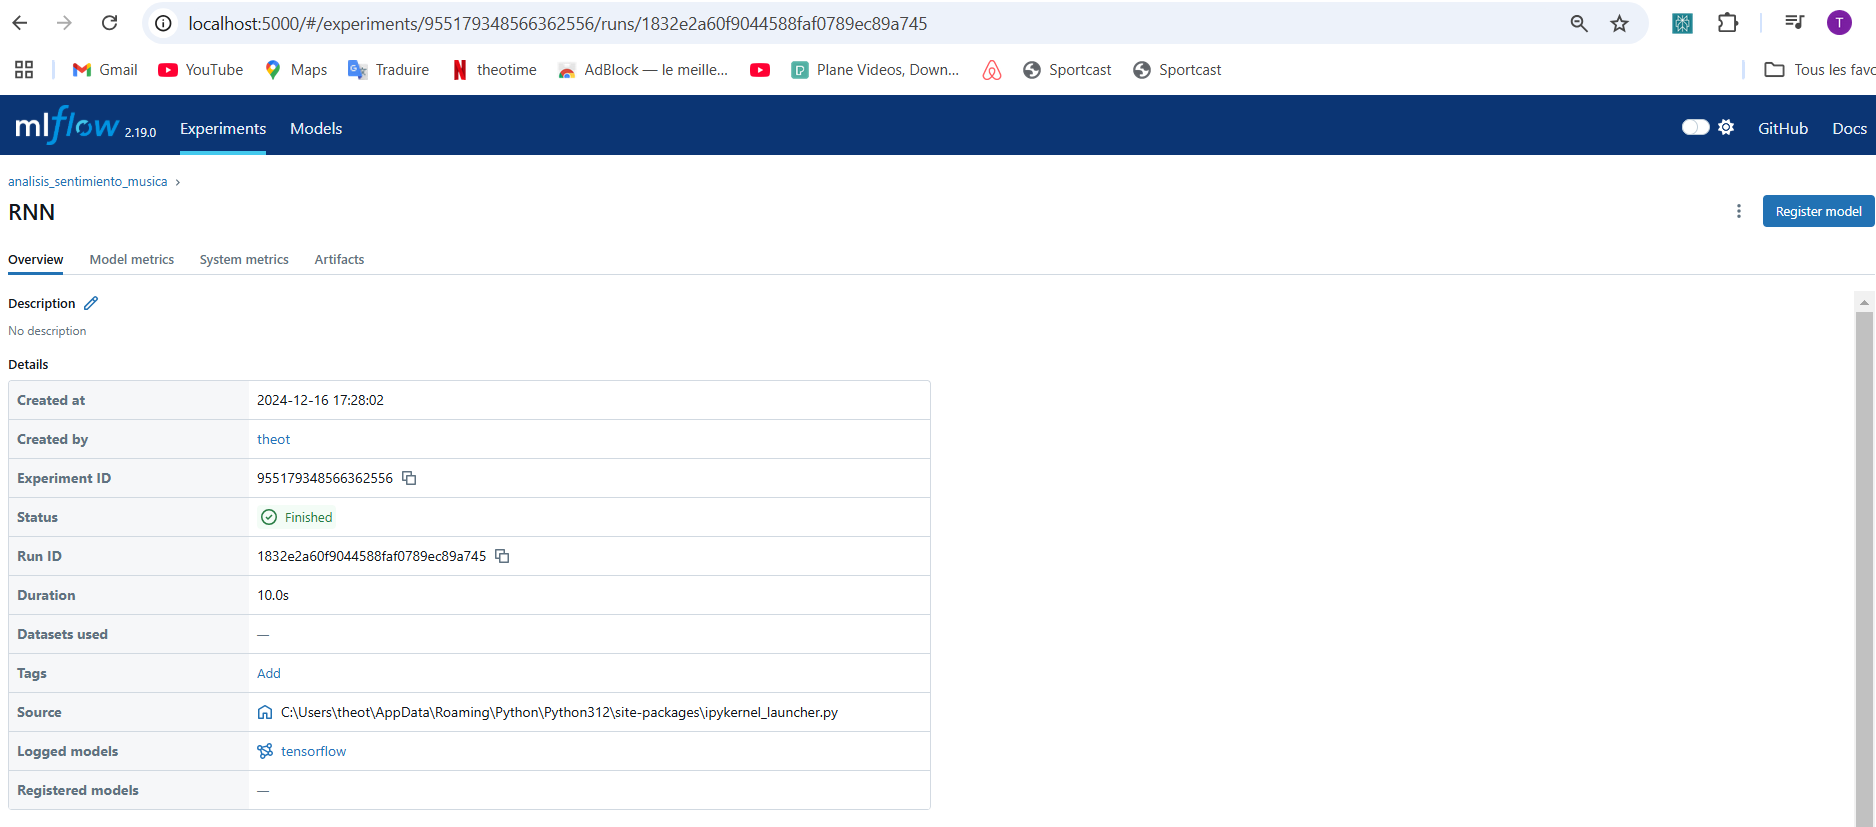 localhost:5000/#/experiments/955179348566362556/runs/1832e2a60f9044588faf0789ec89a745
T
Gmail YouTube Maps Traduire theotime AdBlock — le meille... Plane Videos, Down... Sportcast Sportcast Tous les favo
mlflow 2.19.0 Experiments Models GitHub Docs
analisis_sentimiento_musica ›
RNN
Register model
Overview Model metrics System metrics Artifacts
Description
No description
Details
Created at 2024-12-16 17:28:02
Created by theot
Experiment ID 955179348566362556
Status Finished
Run ID 1832e2a60f9044588faf0789ec89a745
Duration 10.0s
Datasets used —
Tags Add
Source C:\Users\theot\AppData\Roaming\Python\Python312\site-packages\ipykernel_launcher.py
Logged models tensorflow
Registered models —